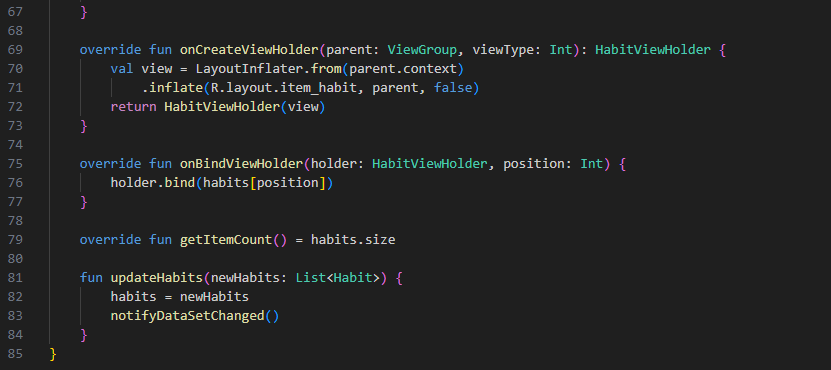 67 }
68
69 override fun onCreateViewHolder(parent: ViewGroup, viewType: Int): HabitViewHolder {
70 val view = LayoutInflater.from(parent.context)
71 .inflate(R.layout.item_habit, parent, false)
72 return HabitViewHolder(view)
73 }
74
75 override fun onBindViewHolder(holder: HabitViewHolder, position: Int) {
76 holder.bind(habits[position])
77 }
78
79 override fun getItemCount() = habits.size
80
81 fun updateHabits(newHabits: List<Habit>) {
82 habits = newHabits
83 notifyDataSetChanged()
84 }
85 }